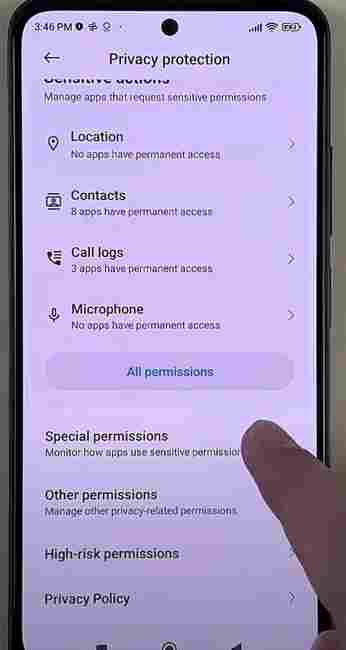 3:46 PM
Privacy protection
Sensitive actions
Manage apps that request sensitive permissions
Location
No apps have permanent access
Contacts
8 apps have permanent access
Call logs
3 apps have permanent access
Microphone
No apps have permanent access
All permissions
Special permissions
Monitor how apps use sensitive
Other permissions
Manage other privacy-related permissions
High-risk permissions
Privacy Policy